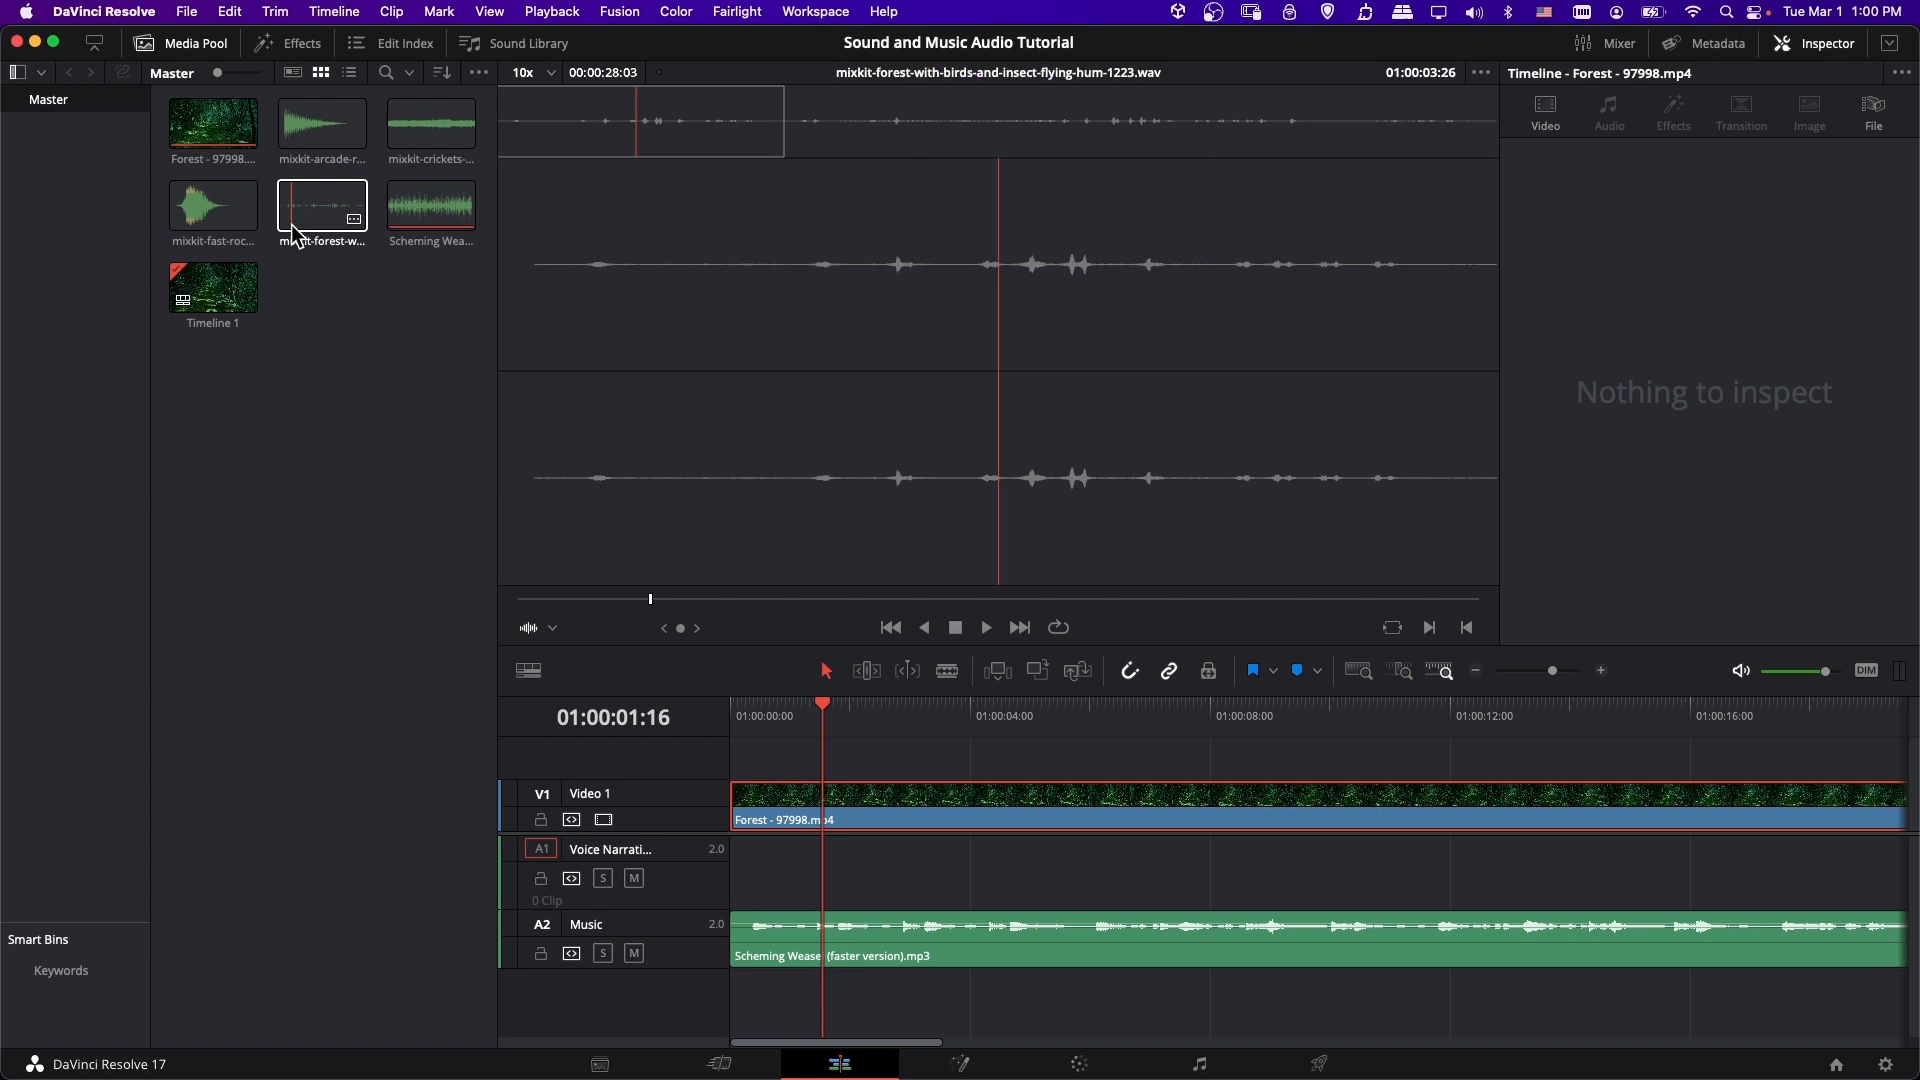 DaVinci Resolve File Edit Trim Timeline Clip Mark View Playback Fusion Color Fairlight Workspace Help Tue Mar 1 1:00 PM
Media Pool Effects Edit Index Sound Library Sound and Music Audio Tutorial Mixer Metadata Inspector
Master 10x 00:00:28:03 mixkit-forest-with-birds-and-insect-flying-hum-1223.wav 01:00:03:26 Timeline - Forest - 97998.mp4
Master
Video Audio Effects Transition Image File
Forest - 97998.... mixkit-arcade-r... mixkit-crickets-...
mixkit-fast-roc... mixkit-forest-w... Scheming Wea...
Timeline 1
Nothing to inspect
DIM
01:00:01:16 01:00:00:00 01:00:04:00 01:00:08:00 01:00:12:00 01:00:16:00
V1 Video 1
Forest - 97998.mp4
A1 Voice Narrati... 2.0
S M
0 Clip
A2 Music 2.0
S M
Scheming Weasel (faster version).mp3
Smart Bins
Keywords
DaVinci Resolve 17